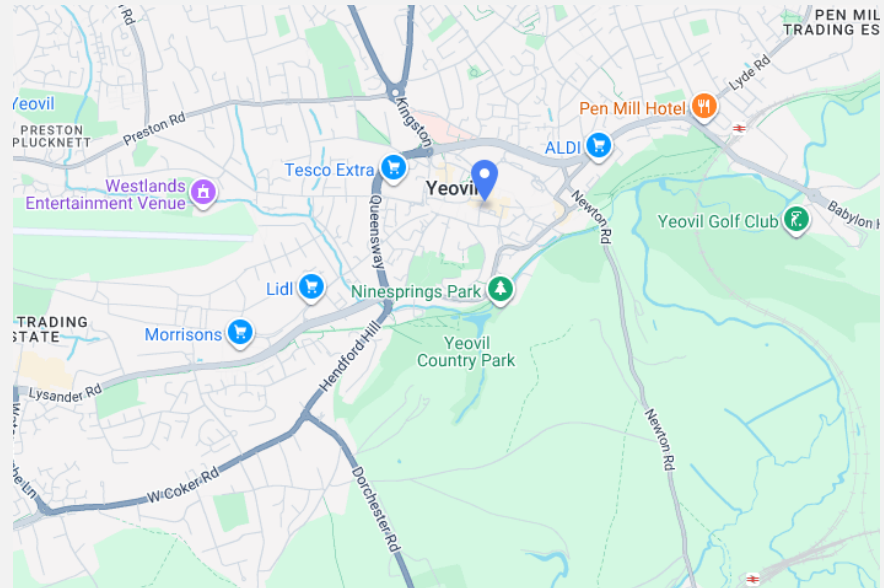 PEN MIL
TRADING ES
Rd
Lyde Rd
Yeovil
Pen Mill Hotel
Kingston
PRESTON
PLUCKNETT
Preston Rd
ALDI
Tesco Extra
Westlands
Entertainment Venue
Yeovil
Queensway
Newton Rd
Yeovil Golf Club
Babylon H
Lidl
Ninesprings Park
TRADING
STATE
Morrisons
Yeovil
Country Park
Hendford Hill
Lysander Rd
Newton Rd
W Coker Rd
Dorchester Rd